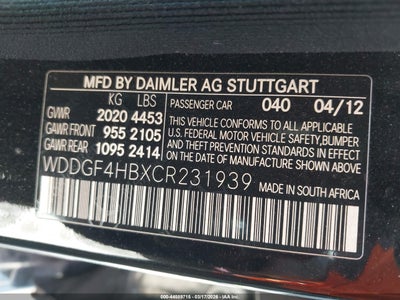 MFD BY DAIMLER AG STUTTGART
KG LBS
GVWR 2020 4453
GAWR FRONT 955 2105
GAWR REAR 1095 2414
PASSENGER CAR 040 04/12
THIS VEHICLE CONFORMS TO ALL APPLICABLE
U.S. FEDERAL MOTOR VEHICLE SAFETY, BUMPER
AND THEFT PREVENTION STANDARDS IN EFFECT
ON THE DATE OF MANUFACTURE SHOWN ABOVE.
WDDGF4HBXCR231939
MADE IN SOUTH AFRICA